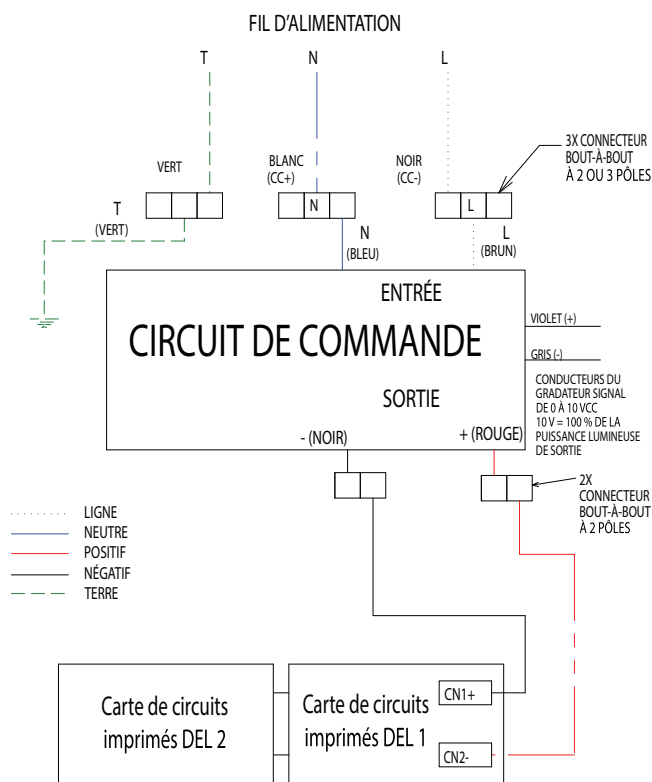 FIL D'ALIMENTATION
T
N
L
VERT
BLANC
(CC+)
NOIR
(CC-)
3X CONNECTEUR
BOUT-À-BOUT
À 2 OU 3 PÔLES
N
L
T
(VERT)
N
(BLEU)
L
(BRUN)
ENTRÉE
CIRCUIT DE COMMANDE
SORTIE
- (NOIR)
+ (ROUGE)
VIOLET (+)
GRIS (-)
CONDUCTEURS DU
GRADATEUR SIGNAL
DE 0 À 10 VCC
10 V = 100 % DE LA
PUISSANCE LUMINEUSE
DE SORTIE
2X
CONNECTEUR
BOUT-À-BOUT
À 2 PÔLES
LIGNE
NEUTRE
POSITIF
NÉGATIF
TERRE
Carte de circuits
imprimés DEL 2
Carte de circuits
imprimés DEL 1
CN1+
CN2-